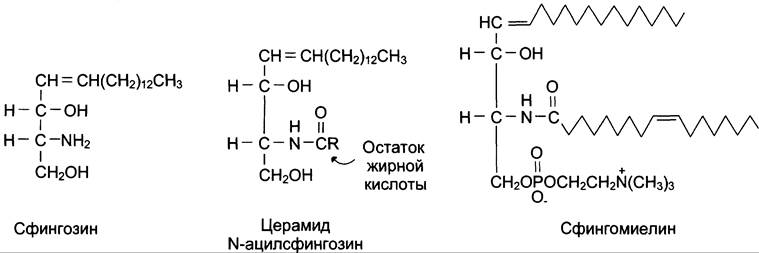 CH=CH(CH₂)₁₂CH₃
H-C-OH
H-C-NH₂
CH₂OH
Сфингозин
CH=CH(CH₂)₁₂CH₃
H-C-OH
H O
H-C-N-CR
CH₂OH
Остаток
жирной
кислоты
Церамид
N-ацилсфингозин
HC=
H-C-OH
O
H-C-N-C
H
O
CH₂OPOCH₂CH₂N(CH₃)₃
+
O-
Сфингомиелин